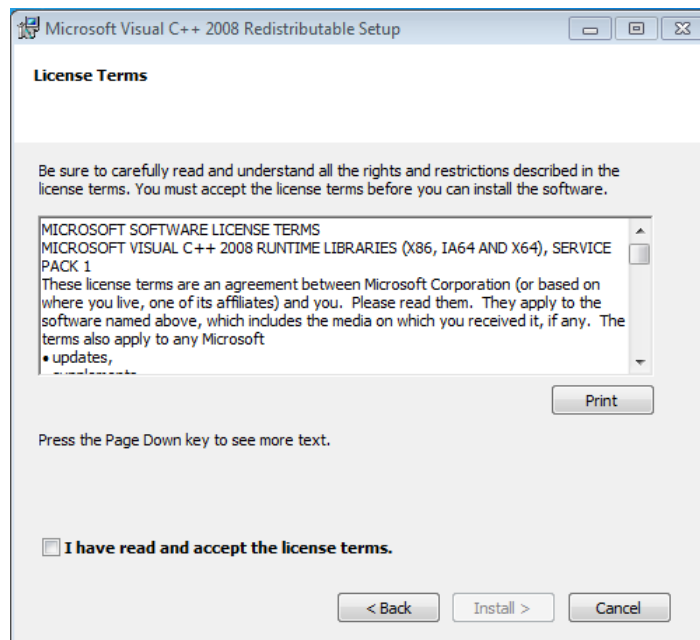 Microsoft Visual C++ 2008 Redistributable Setup
License Terms
Be sure to carefully read and understand all the rights and restrictions described in the
license terms. You must accept the license terms before you can install the software.
MICROSOFT SOFTWARE LICENSE TERMS
MICROSOFT VISUAL C++ 2008 RUNTIME LIBRARIES (X86, IA64 AND X64), SERVICE
PACK 1
These license terms are an agreement between Microsoft Corporation (or based on
where you live, one of its affiliates) and you.  Please read them.  They apply to the
software named above, which includes the media on which you received it, if any.  The
terms also apply to any Microsoft
• updates,
Print
Press the Page Down key to see more text.
I have read and accept the license terms.
< Back
Install >
Cancel